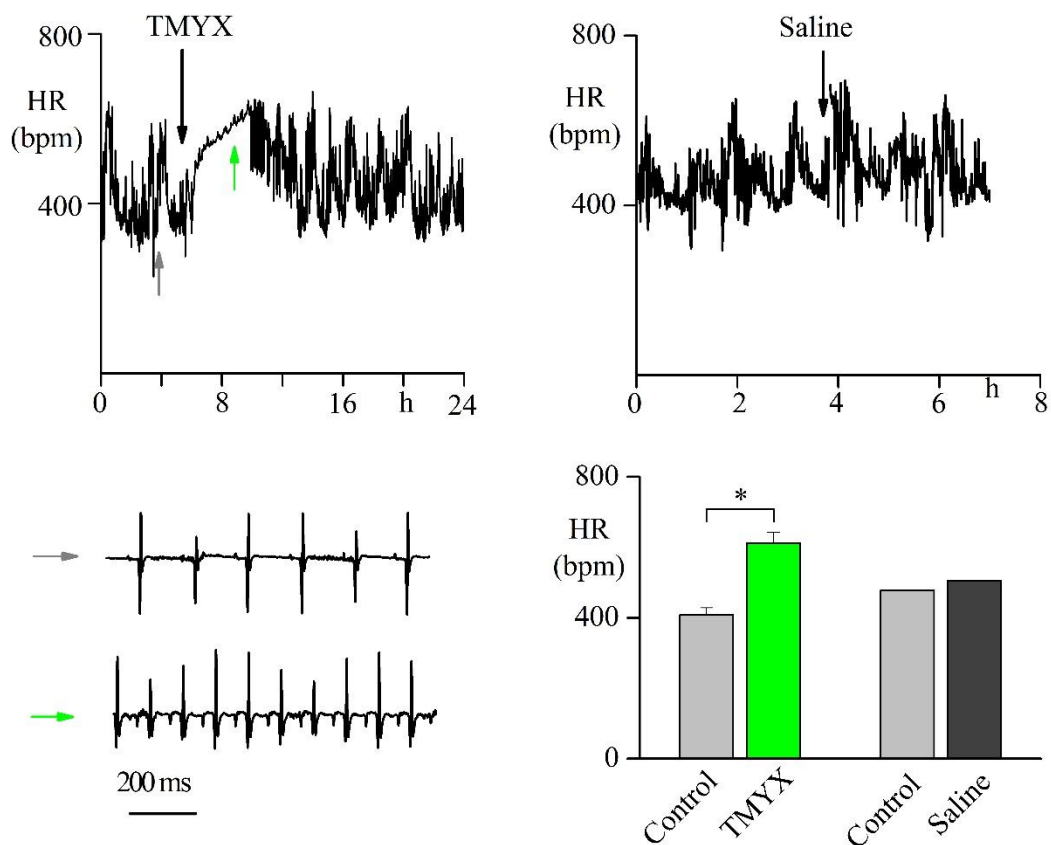 TMYX
800
HR
(bpm)
400
0 8 16 h 24
Saline
800
HR
(bpm)
400
0 2 4 6 h 8
200 ms
800
HR
(bpm)
400
0
*
Control
TMYX
Control
Saline